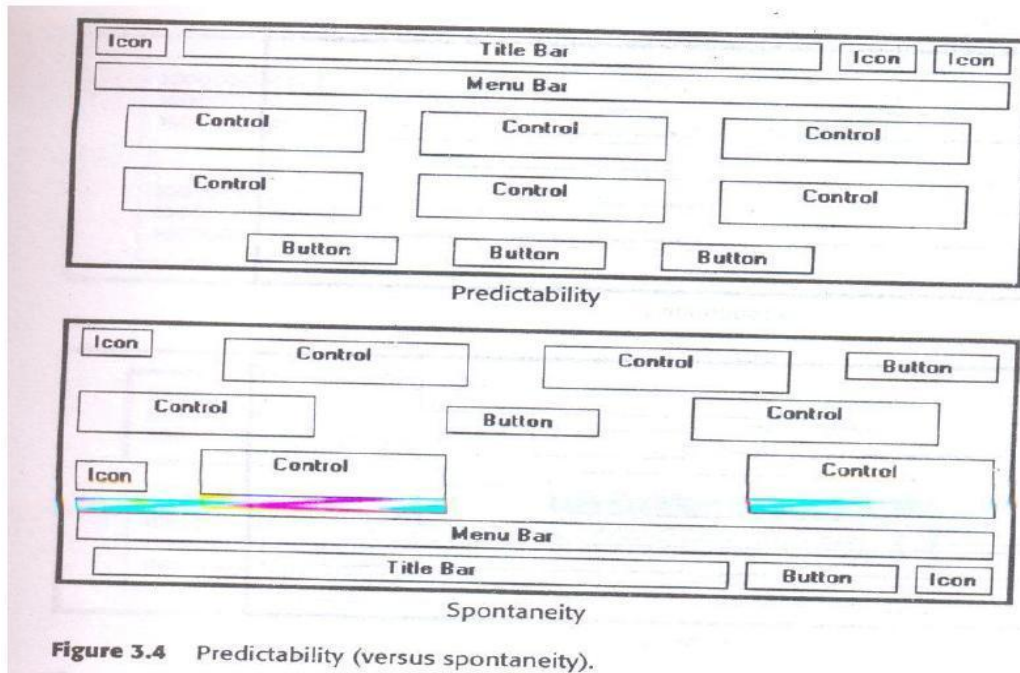 Icon Title Bar Icon Icon
Menu Bar
Control Control Control
Control Control Control
Button Button Button
Predictability
Icon Control Control Button
Control Button Control
Icon Control Control
Menu Bar
Title Bar Button Icon
Spontaneity
Figure 3.4 Predictability (versus spontaneity).